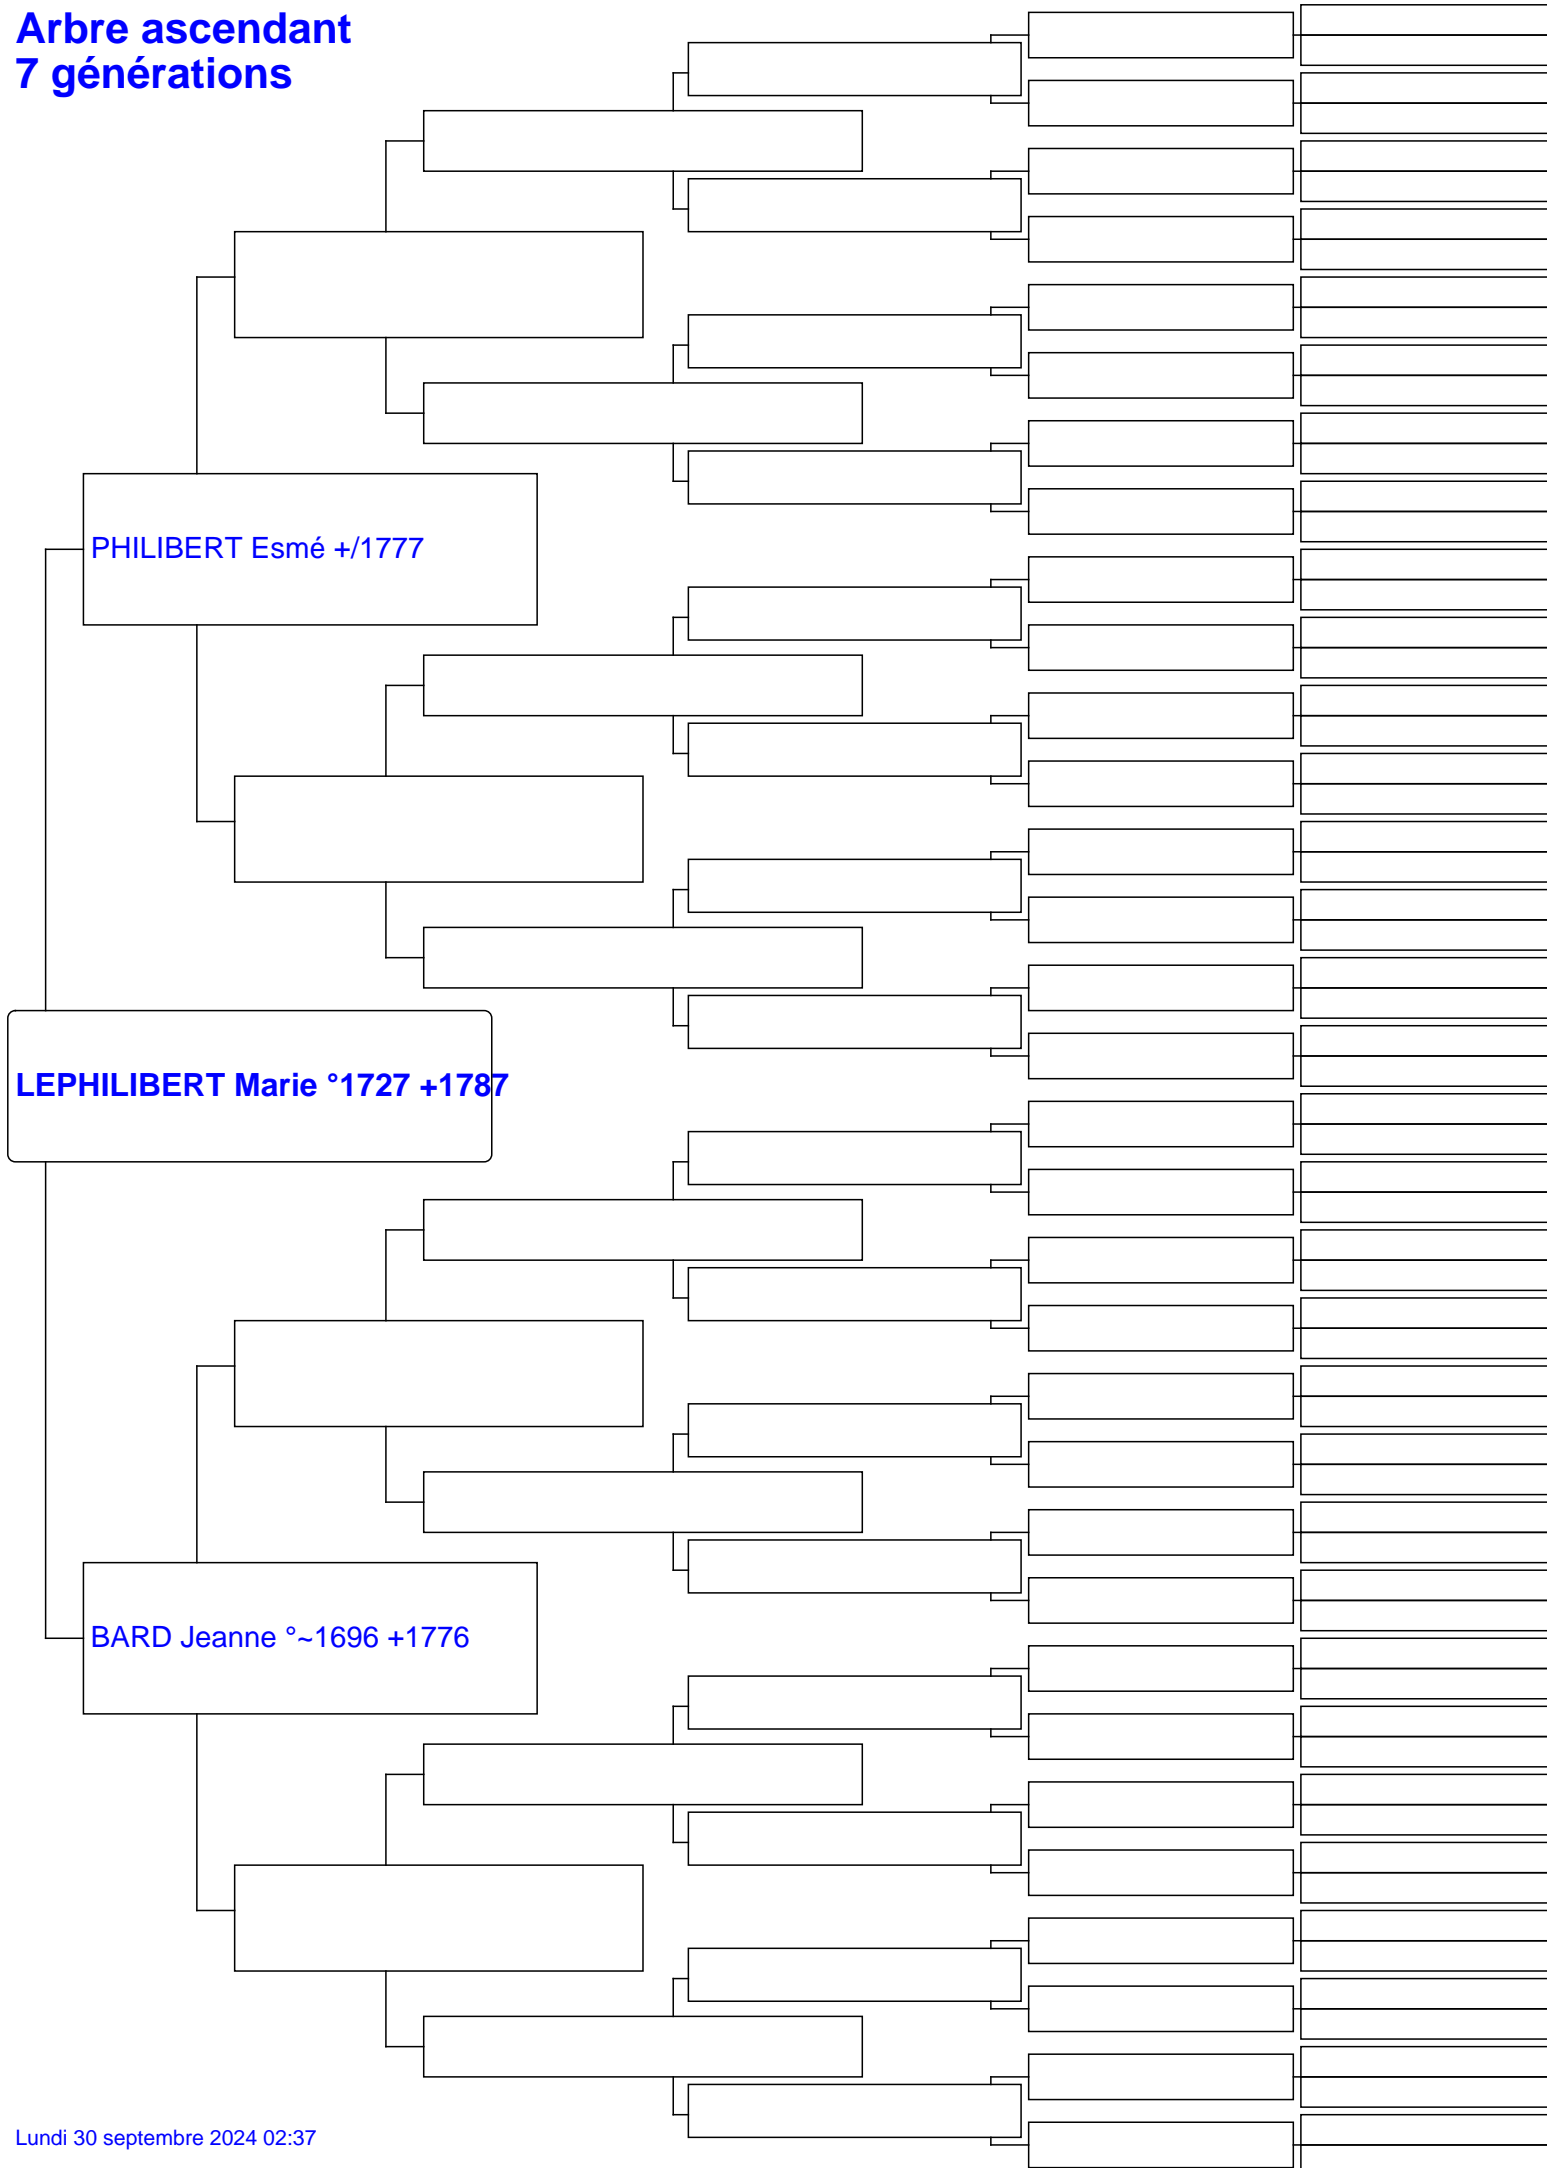 Arbre ascendant
7 générations
PHILIBERT Esmé +/1777
LEPHILIBERT Marie °1727 +1787
BARD Jeanne °~1696 +1776
Lundi 30 septembre 2024 02:37